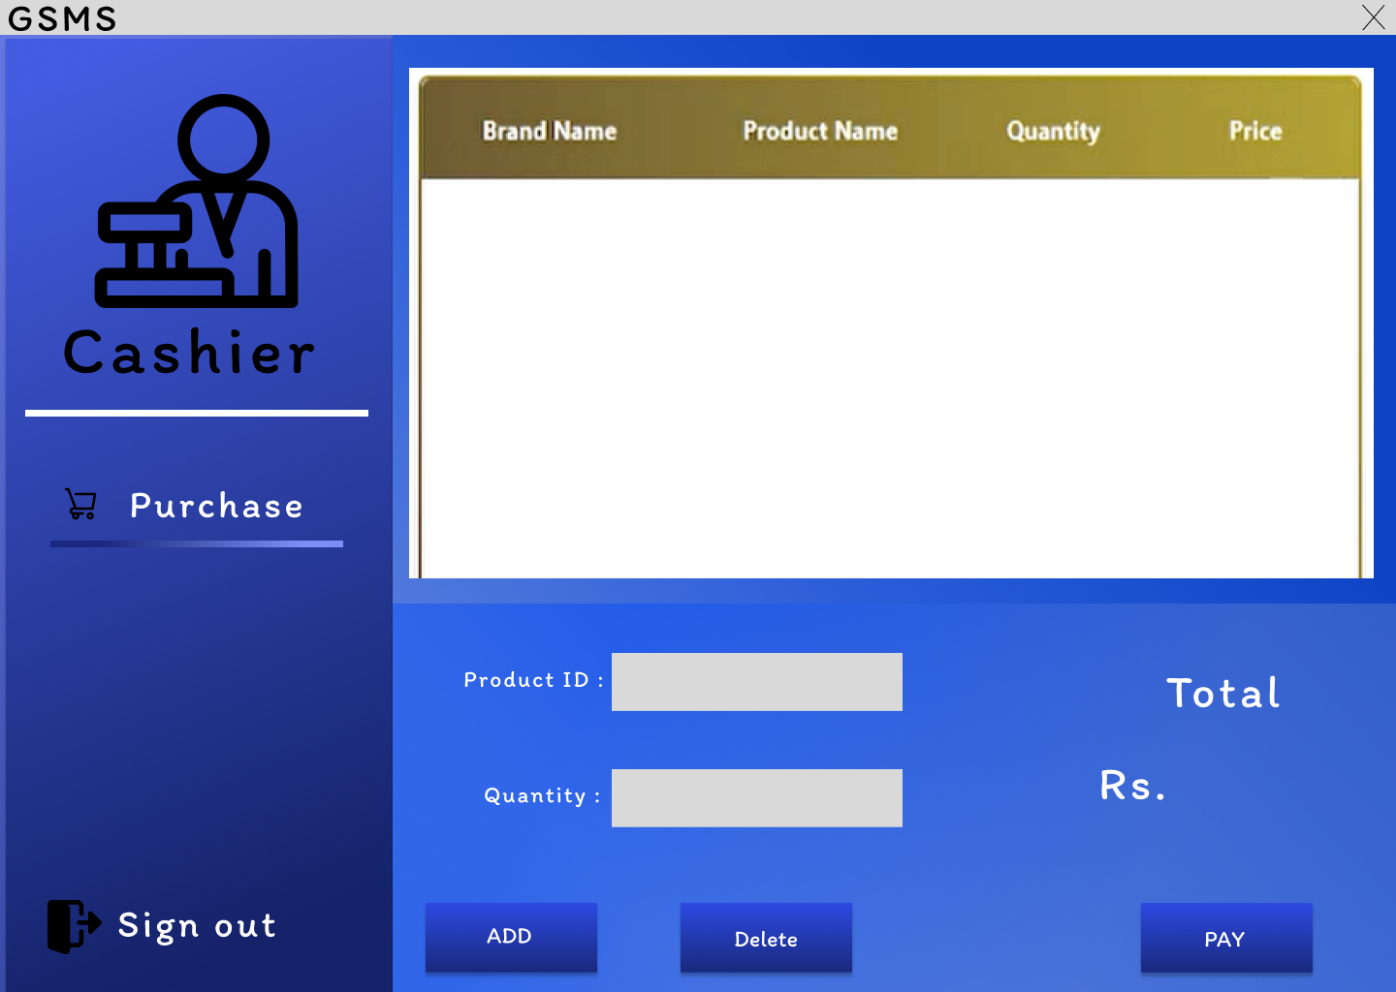 GSMS
Cashier
Purchase
Sign out
Brand Name Product Name Quantity Price
Product ID :
Quantity :
Total
Rs.
ADD Delete PAY